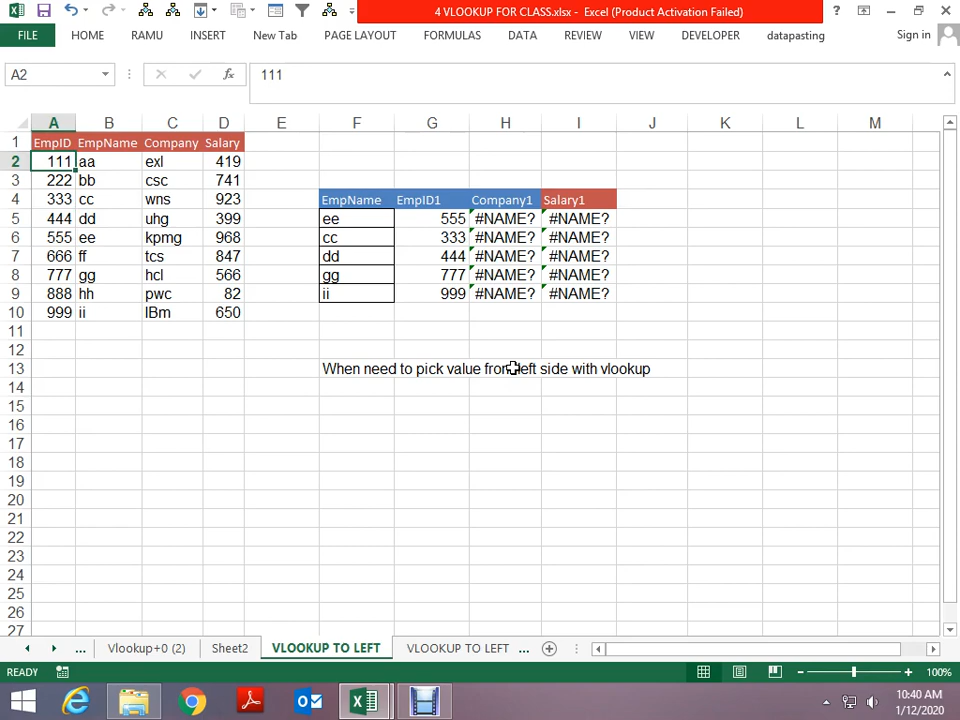 4 VLOOKUP FOR CLASS.xlsx - Excel (Product Activation Failed)
FILE HOME RAMU INSERT New Tab PAGE LAYOUT FORMULAS DATA REVIEW VIEW DEVELOPER datapasting Sign in
A2 fx 111
A B C D E F G H I J K L M
1 EmpID EmpName Company Salary
2 111 aa exl 419
3 222 bb csc 741
4 333 cc wns 923 EmpName EmpID1 Company1 Salary1
5 444 dd uhg 399 ee 555 #NAME? #NAME?
6 555 ee kpmg 968 cc 333 #NAME? #NAME?
7 666 ff tcs 847 dd 444 #NAME? #NAME?
8 777 gg hcl 566 gg 777 #NAME? #NAME?
9 888 hh pwc 82 ii 999 #NAME? #NAME?
10 999 ii IBm 650
11
12
13 When need to pick value from left side with vlookup
14
15
16
17
18
19
20
21
22
23
24
25
26
27
... Vlookup+0 (2) Sheet2 VLOOKUP TO LEFT VLOOKUP TO LEFT ...
READY 100%
10:40 AM
1/12/2020